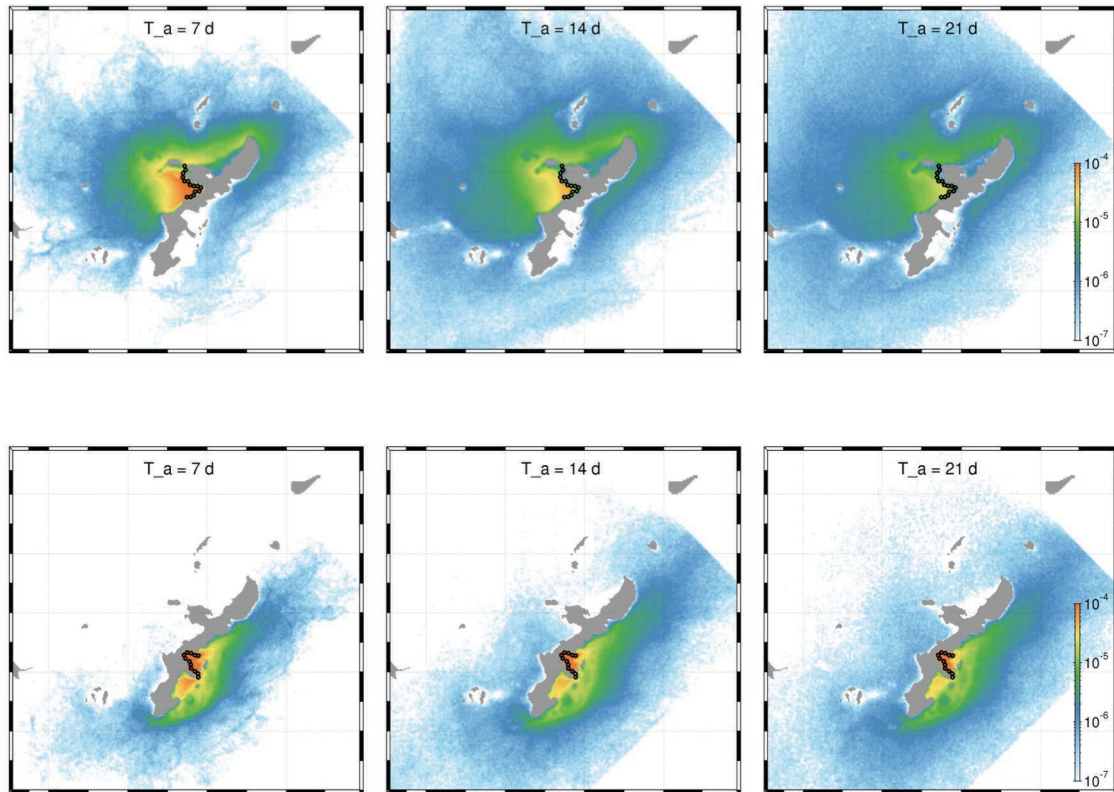 T_a = 7 d
T_a = 14 d
T_a = 21 d
10^-4
10^-5
10^-6
10^-7
T_a = 7 d
T_a = 14 d
T_a = 21 d
10^-4
10^-5
10^-6
10^-7